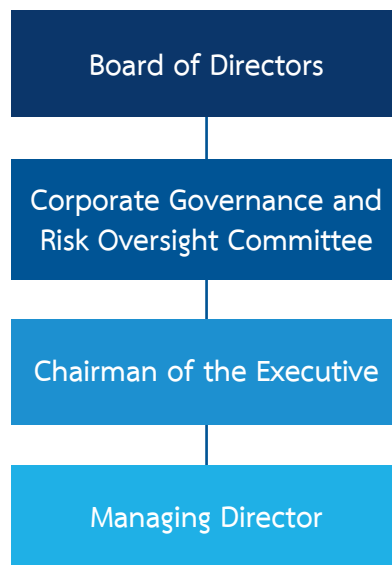 Board of Directors
Corporate Governance and
Risk Oversight Committee
Chairman of the Executive
Managing Director